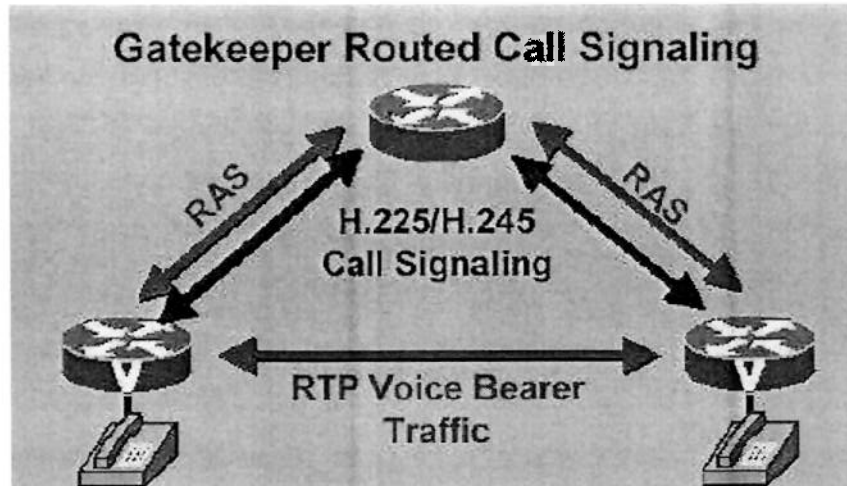 Gatekeeper Routed Call Signaling
RAS
RAS
H.225/H.245
Call Signaling
V
V
RTP Voice Bearer
Traffic